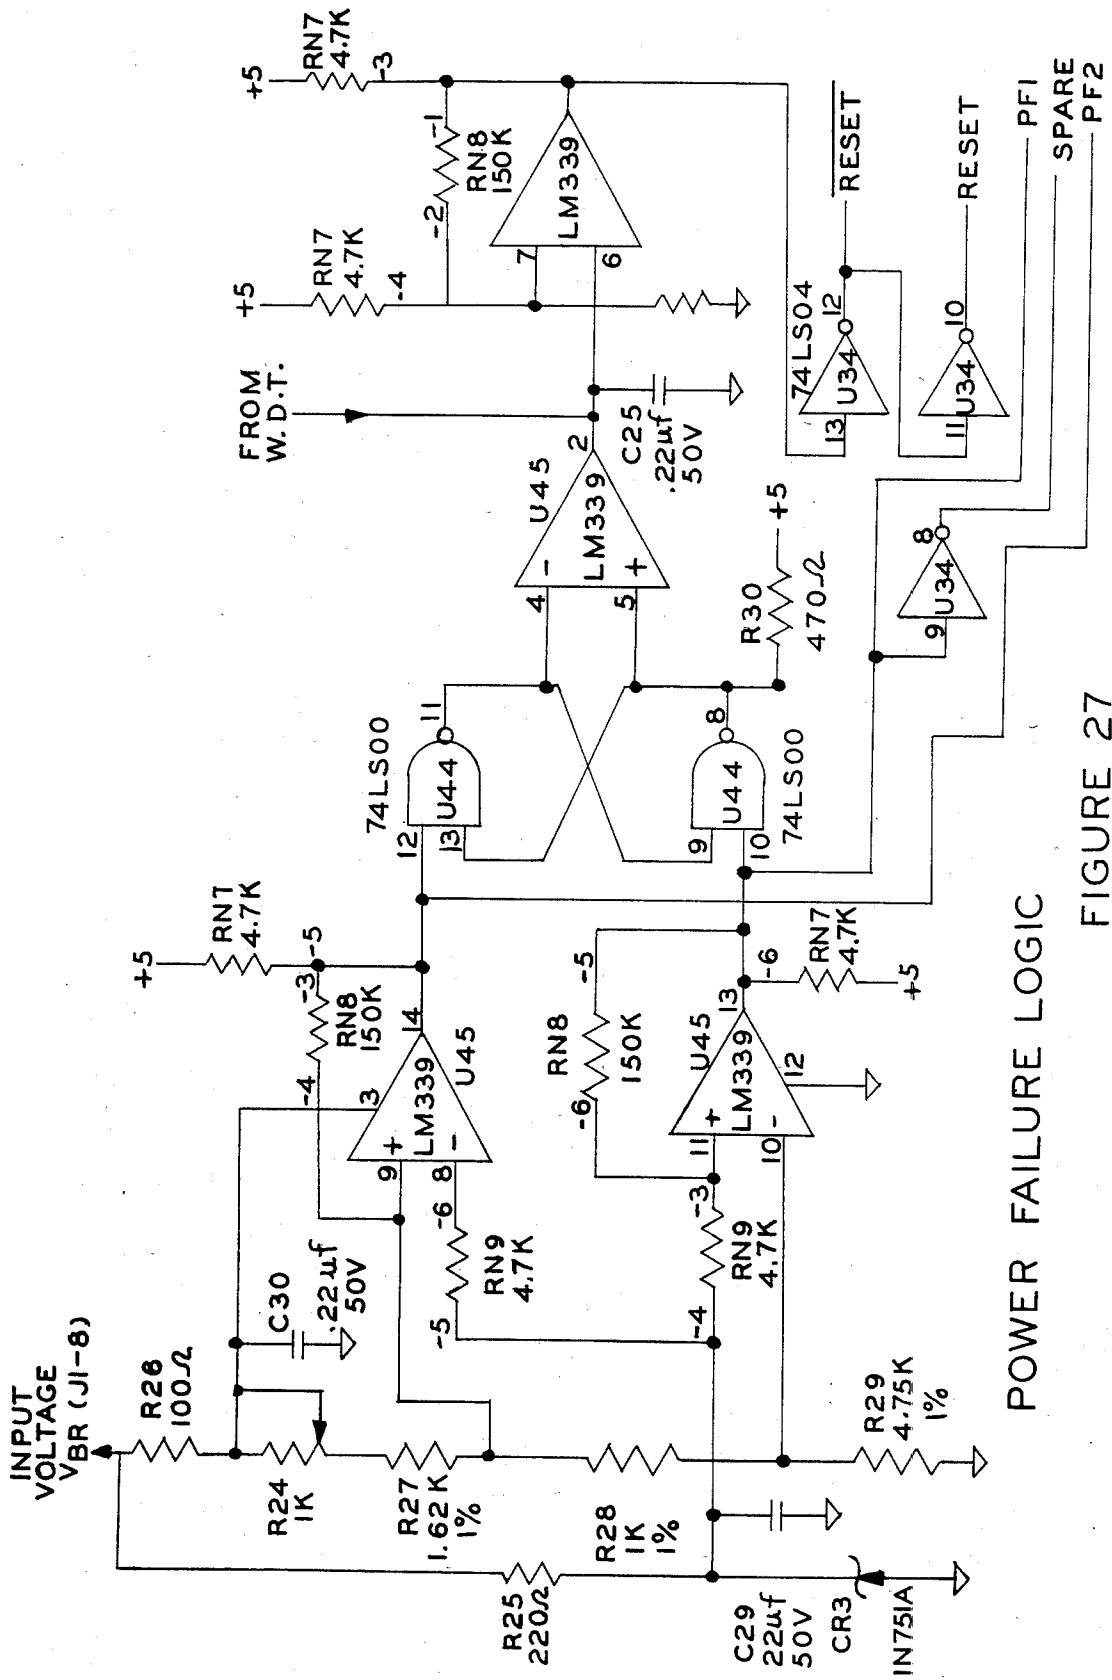 INPUT
VOLTAGE
VBR (J1-8)
R26
100Ω
R24
1K
R27
1.62K
1%
R25
220Ω
R28
1K
1%
R29
4.75K
1%
C29
22uf
50V
CR3
IN751A
C30
.22uf
50V
-5
RN9
4.7K
-6
-4
RN9
4.7K
-3
9
8
+
-
LM339
3
14
U45
-4
RN8
150K
-3
-5
+5
RN7
4.7K
11
10
+
-
LM339
12
13
U45
-6
RN8
150K
-5
-6
RN7
4.7K
+5
12
13
U44
11
74LS00
9
10
U44
8
74LS00
R30
470Ω
+5
4
5
-
+
LM339
2
U45
C25
.22uf
50V
FROM
W.D.T.
+5
RN7
4.7K
-4
-2
RN8
150K
-1
+5
RN7
4.7K
-3
7
6
LM339
13
U34
12
74LS04
11
U34
10
9
U34
8
RESET
RESET
PF1
SPARE
PF2
POWER FAILURE LOGIC
FIGURE 27